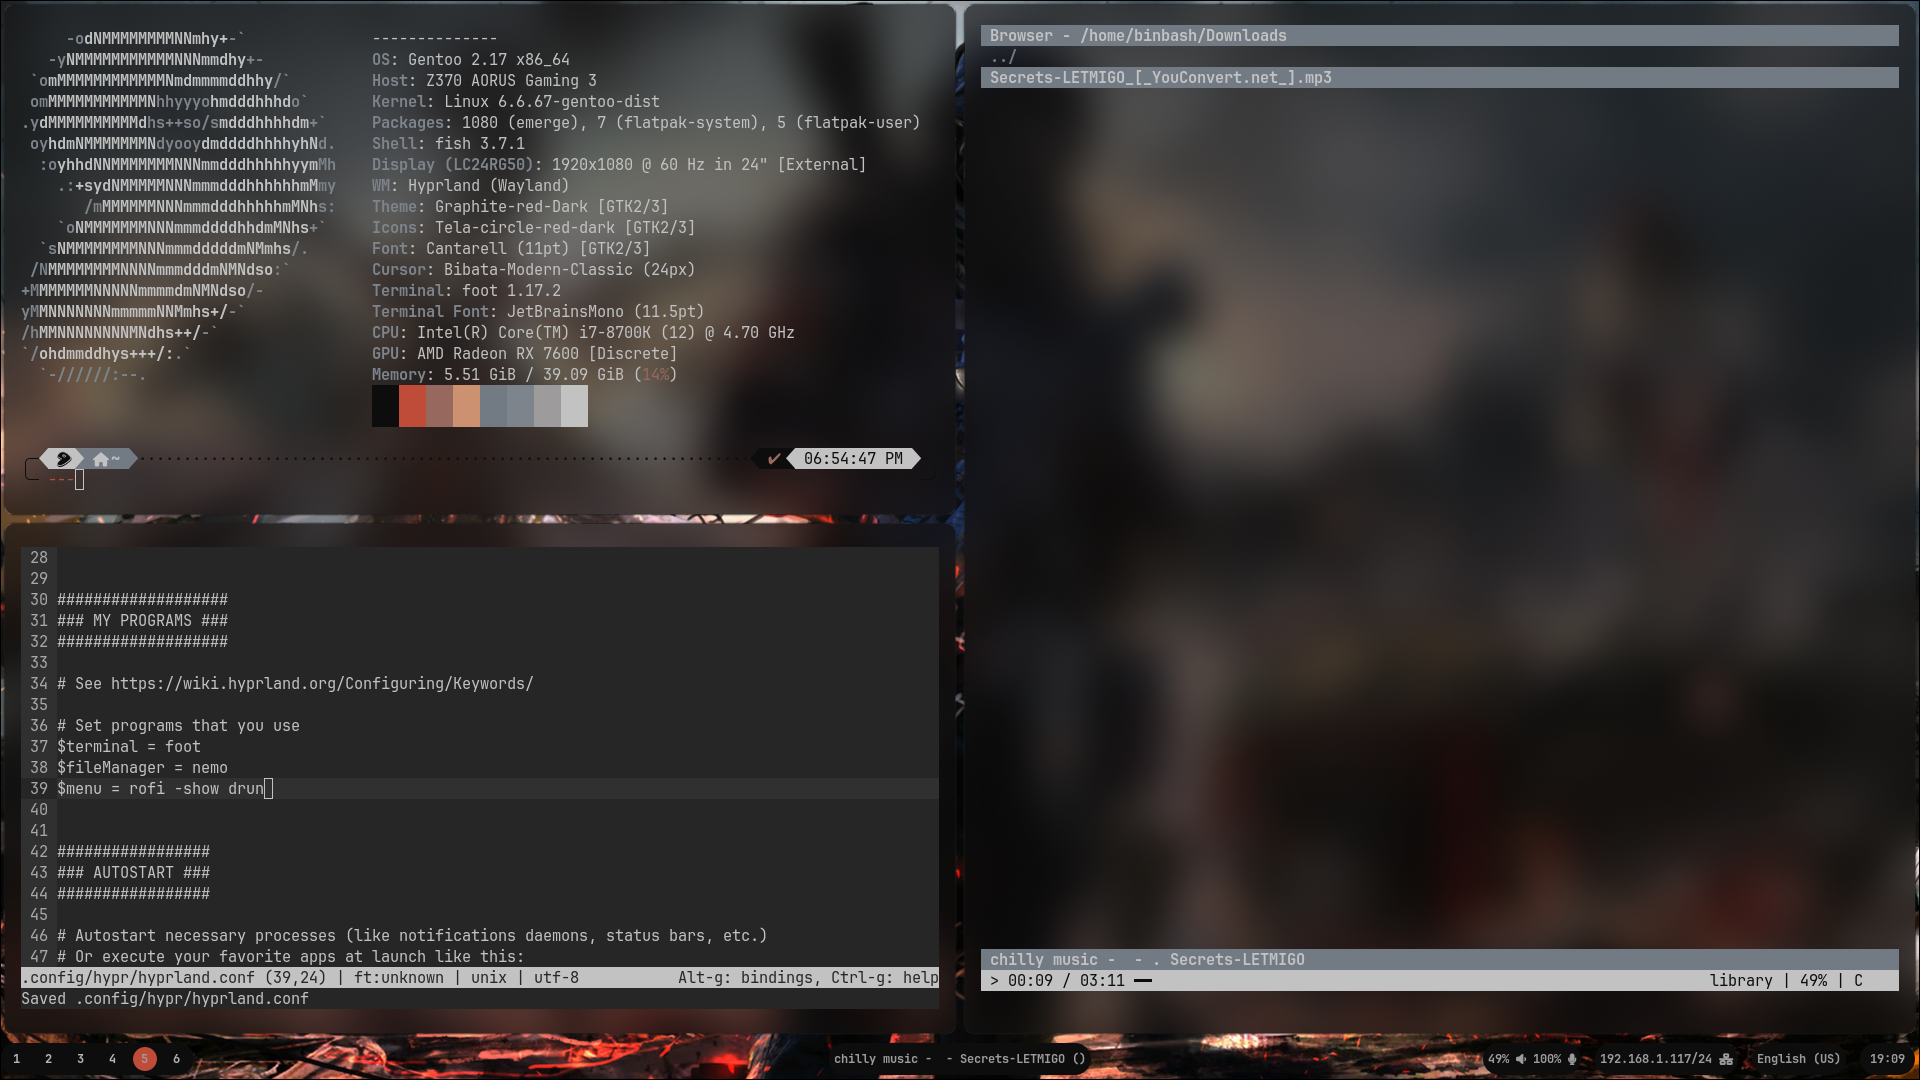 -odNMMMMMMMMNNmhy+-`
-yNMMMMMMMMMMMNNNmmdhy+-
`omMMMMMMMMMMMMNmdmmmmddhhy/`
omMMMMMMMMMMMNhhyyyohmdddhhhdo`
.ydMMMMMMMMMMdhs++so/smdddhhhhdm+`
oyhdmNMMMMMMMNdyooydmddddhhhhyhNd.
:oyhhdNNMMMMMMMNNNmmdddhhhhhyymMh
.:+sydNMMMMMNNNmmmdddhhhhhhmMmy
/mMMMMMMNNNmmmdddhhhhhmMNhs:
`oNMMMMMMMNNNmmmddddhhdmMNhs+`
`sNMMMMMMMMNNNmmmdddddmNMmhs/.
/NMMMMMMMMNNNNmmmdddmNMNdso:`
+MMMMMMMNNNNNmmmmdmNMNdso/-
yMMNNNNNNNmmmmmNNMmhs+/-`
/hMMNNNNNNNNMNdhs++/-`
`/ohdmmddhys+++/:.`
`-//////:--.
--------------
OS: Gentoo 2.17 x86_64
Host: Z370 AORUS Gaming 3
Kernel: Linux 6.6.67-gentoo-dist
Packages: 1080 (emerge), 7 (flatpak-system), 5 (flatpak-user)
Shell: fish 3.7.1
Display (LC24RG50): 1920x1080 @ 60 Hz in 24" [External]
WM: Hyprland (Wayland)
Theme: Graphite-red-Dark [GTK2/3]
Icons: Tela-circle-red-dark [GTK2/3]
Font: Cantarell (11pt) [GTK2/3]
Cursor: Bibata-Modern-Classic (24px)
Terminal: foot 1.17.2
Terminal Font: JetBrainsMono (11.5pt)
CPU: Intel(R) Core(TM) i7-8700K (12) @ 4.70 GHz
GPU: AMD Radeon RX 7600 [Discrete]
Memory: 5.51 GiB / 39.09 GiB (14%)
~ ✔ 06:54:47 PM
---
28
29
30 ###################
31 ### MY PROGRAMS ###
32 ###################
33
34 # See https://wiki.hyprland.org/Configuring/Keywords/
35
36 # Set programs that you use
37 $terminal = foot
38 $fileManager = nemo
39 $menu = rofi -show drun
40
41
42 #################
43 ### AUTOSTART ###
44 #################
45
46 # Autostart necessary processes (like notifications daemons, status bars, etc.)
47 # Or execute your favorite apps at launch like this:
.config/hypr/hyprland.conf (39,24) | ft:unknown | unix | utf-8 Alt-g: bindings, Ctrl-g: help
Saved .config/hypr/hyprland.conf
Browser - /home/binbash/Downloads
../
Secrets-LETMIGO_[_YouConvert.net_].mp3
chilly music -  - . Secrets-LETMIGO
> 00:09 / 03:11 library | 49% | C
1 2 3 4 5 6
chilly music -  - Secrets-LETMIGO ()
49% 100% 192.168.1.117/24 English (US) 19:09